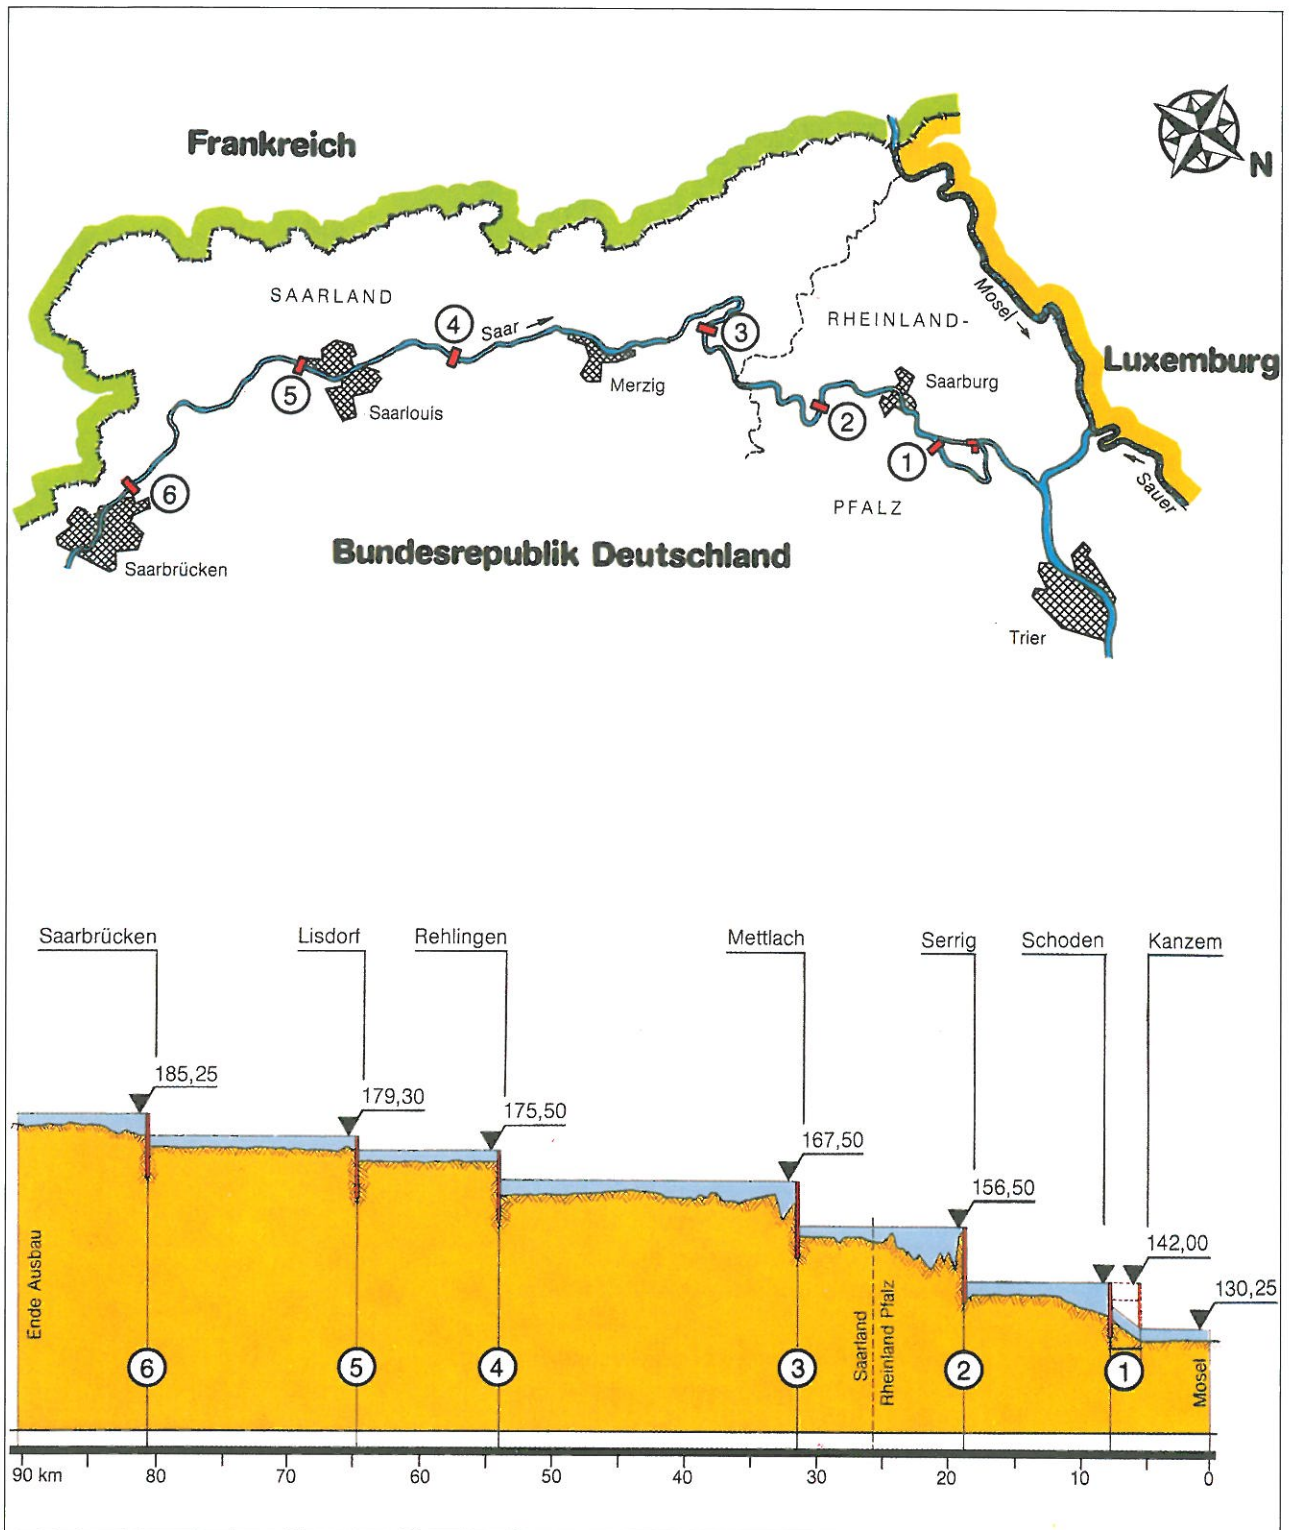 Frankreich
N
SAARLAND
Mosel
4
Saar
3
RHEINLAND-
Luxemburg
Merzig
Saarburg
5
Saarlouis
2
1
6
PFALZ
Sauer
Bundesrepublik Deutschland
Saarbrücken
Trier
Saarbrücken
Lisdorf
Rehlingen
Mettlach
Serrig
Schoden
Kanzem
185,25
179,30
175,50
167,50
156,50
142,00
130,25
Ende Ausbau
Saarland
Rheinland Pfalz
Mosel
6
5
4
3
2
1
90 km
80
70
60
50
40
30
20
10
0